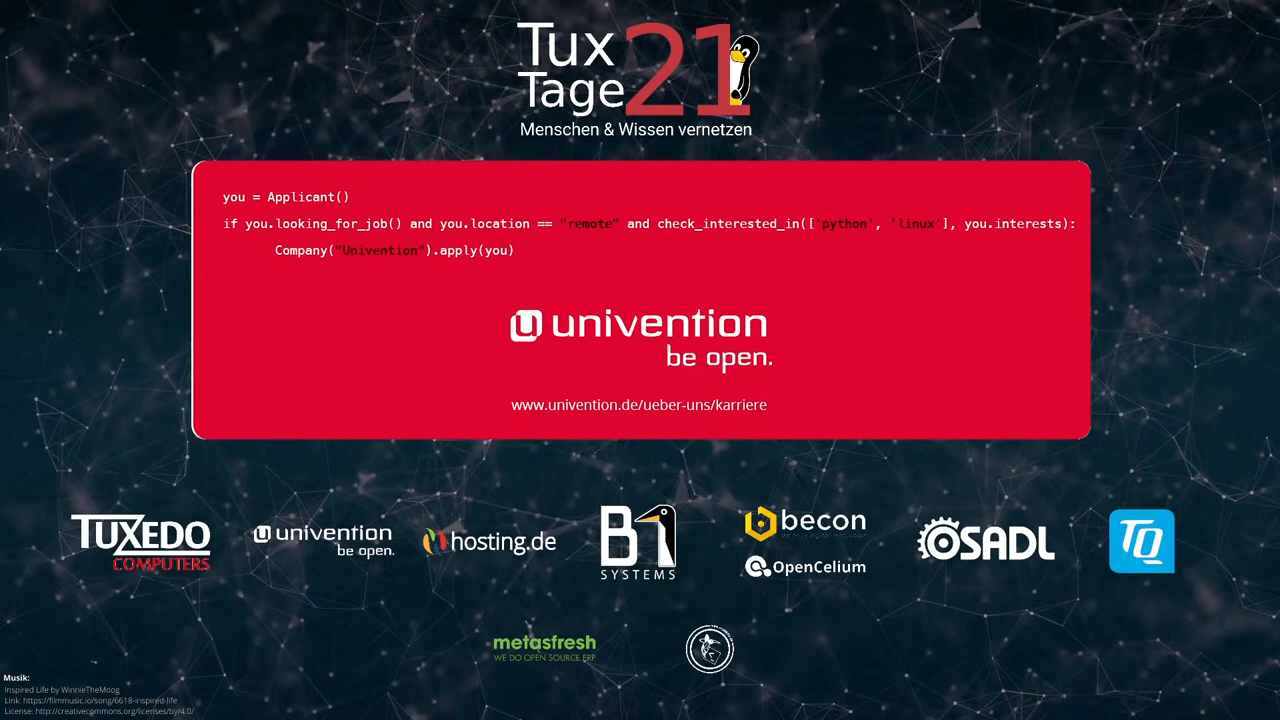 Tux
Tage
21
Menschen & Wissen vernetzen
you = Applicant()
if you.looking_for_job() and you.location == "remote" and check_interested_in(['python', 'linux'], you.interests):
Company("Univention").apply(you)
univention
be open.
www.univention.de/ueber-uns/karriere
TUXEDO
COMPUTERS
univention
be open.
hosting.de
B1
SYSTEMS
becon
OpenCelium
OSADL
TQ
metasfresh
WE DO OPEN SOURCE ERP
Musik:
Inspired Life by WinnieTheMoog
Link: https://filmmusic.io/song/6618-inspired-life
License: http://creativecommons.org/licenses/by/4.0/